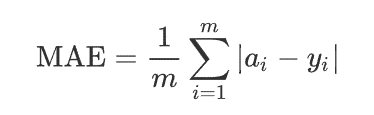 MAE = \frac{1}{m} \sum_{i=1}^{m} |a_i - y_i|